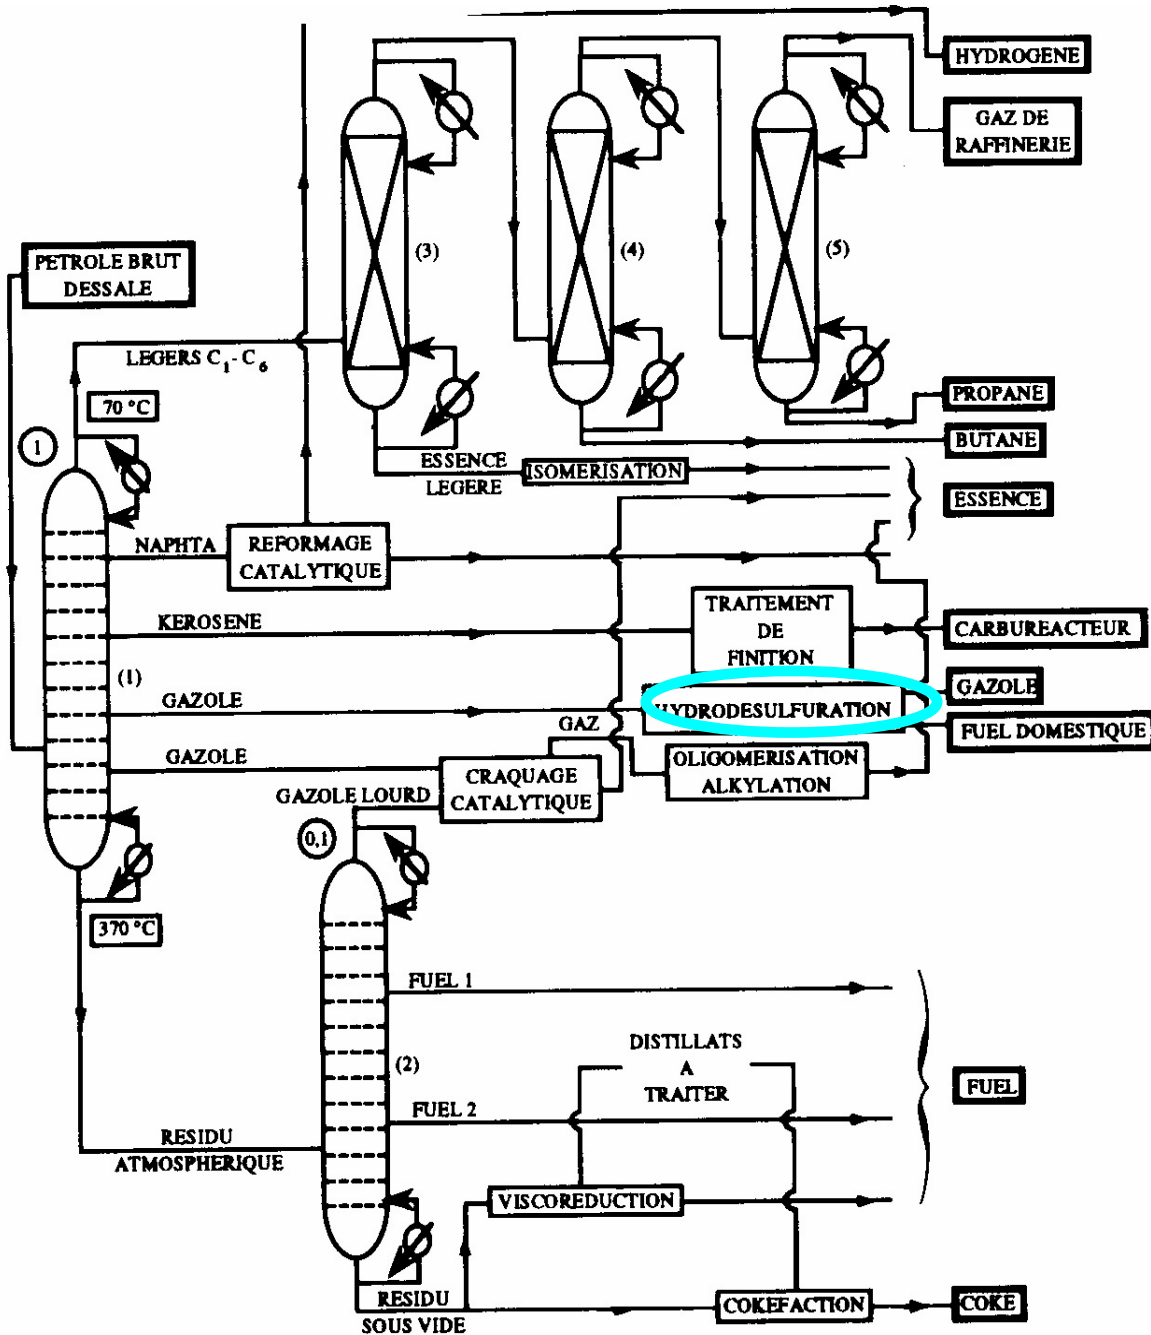 HYDROGENE
GAZ DE
RAFFINERIE
(3)
(4)
(5)
PETROLE BRUT
DESSALE
LEGERS C1 - C6
70 °C
1
PROPANE
BUTANE
ESSENCE
LEGERE
ISOMERISATION
ESSENCE
NAPHTA
REFORMAGE
CATALYTIQUE
KEROSENE
TRAITEMENT
DE
FINITION
CARBUREACTEUR
(1)
GAZOLE
HYDRODESULFURATION
GAZOLE
FUEL DOMESTIQUE
GAZ
GAZOLE
CRAQUAGE
CATALYTIQUE
OLIGOMERISATION
ALKYLATION
GAZOLE LOURD
0,1
370 °C
FUEL 1
(2)
DISTILLATS
A
TRAITER
FUEL
FUEL 2
RESIDU
ATMOSPHERIQUE
VISCOREDUCTION
RESIDU
SOUS VIDE
COKEFACTION
COKE